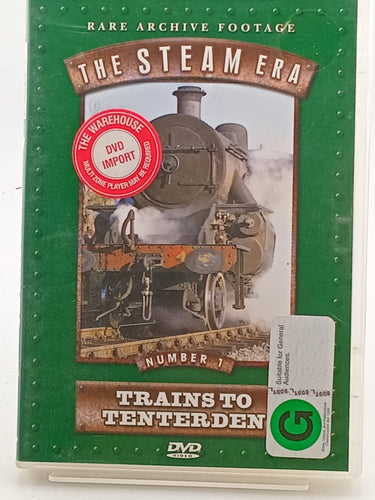 RARE ARCHIVE FOOTAGE
THE STEAM ERA
THE WAREHOUSE
DVD
IMPORT
MULTI ZONE PLAYER MAY BE REQUIRED
NUMBER 1
TRAINS TO
TENTERDEN
DVD
VIDEO
Suitable for General
Audiences.
G